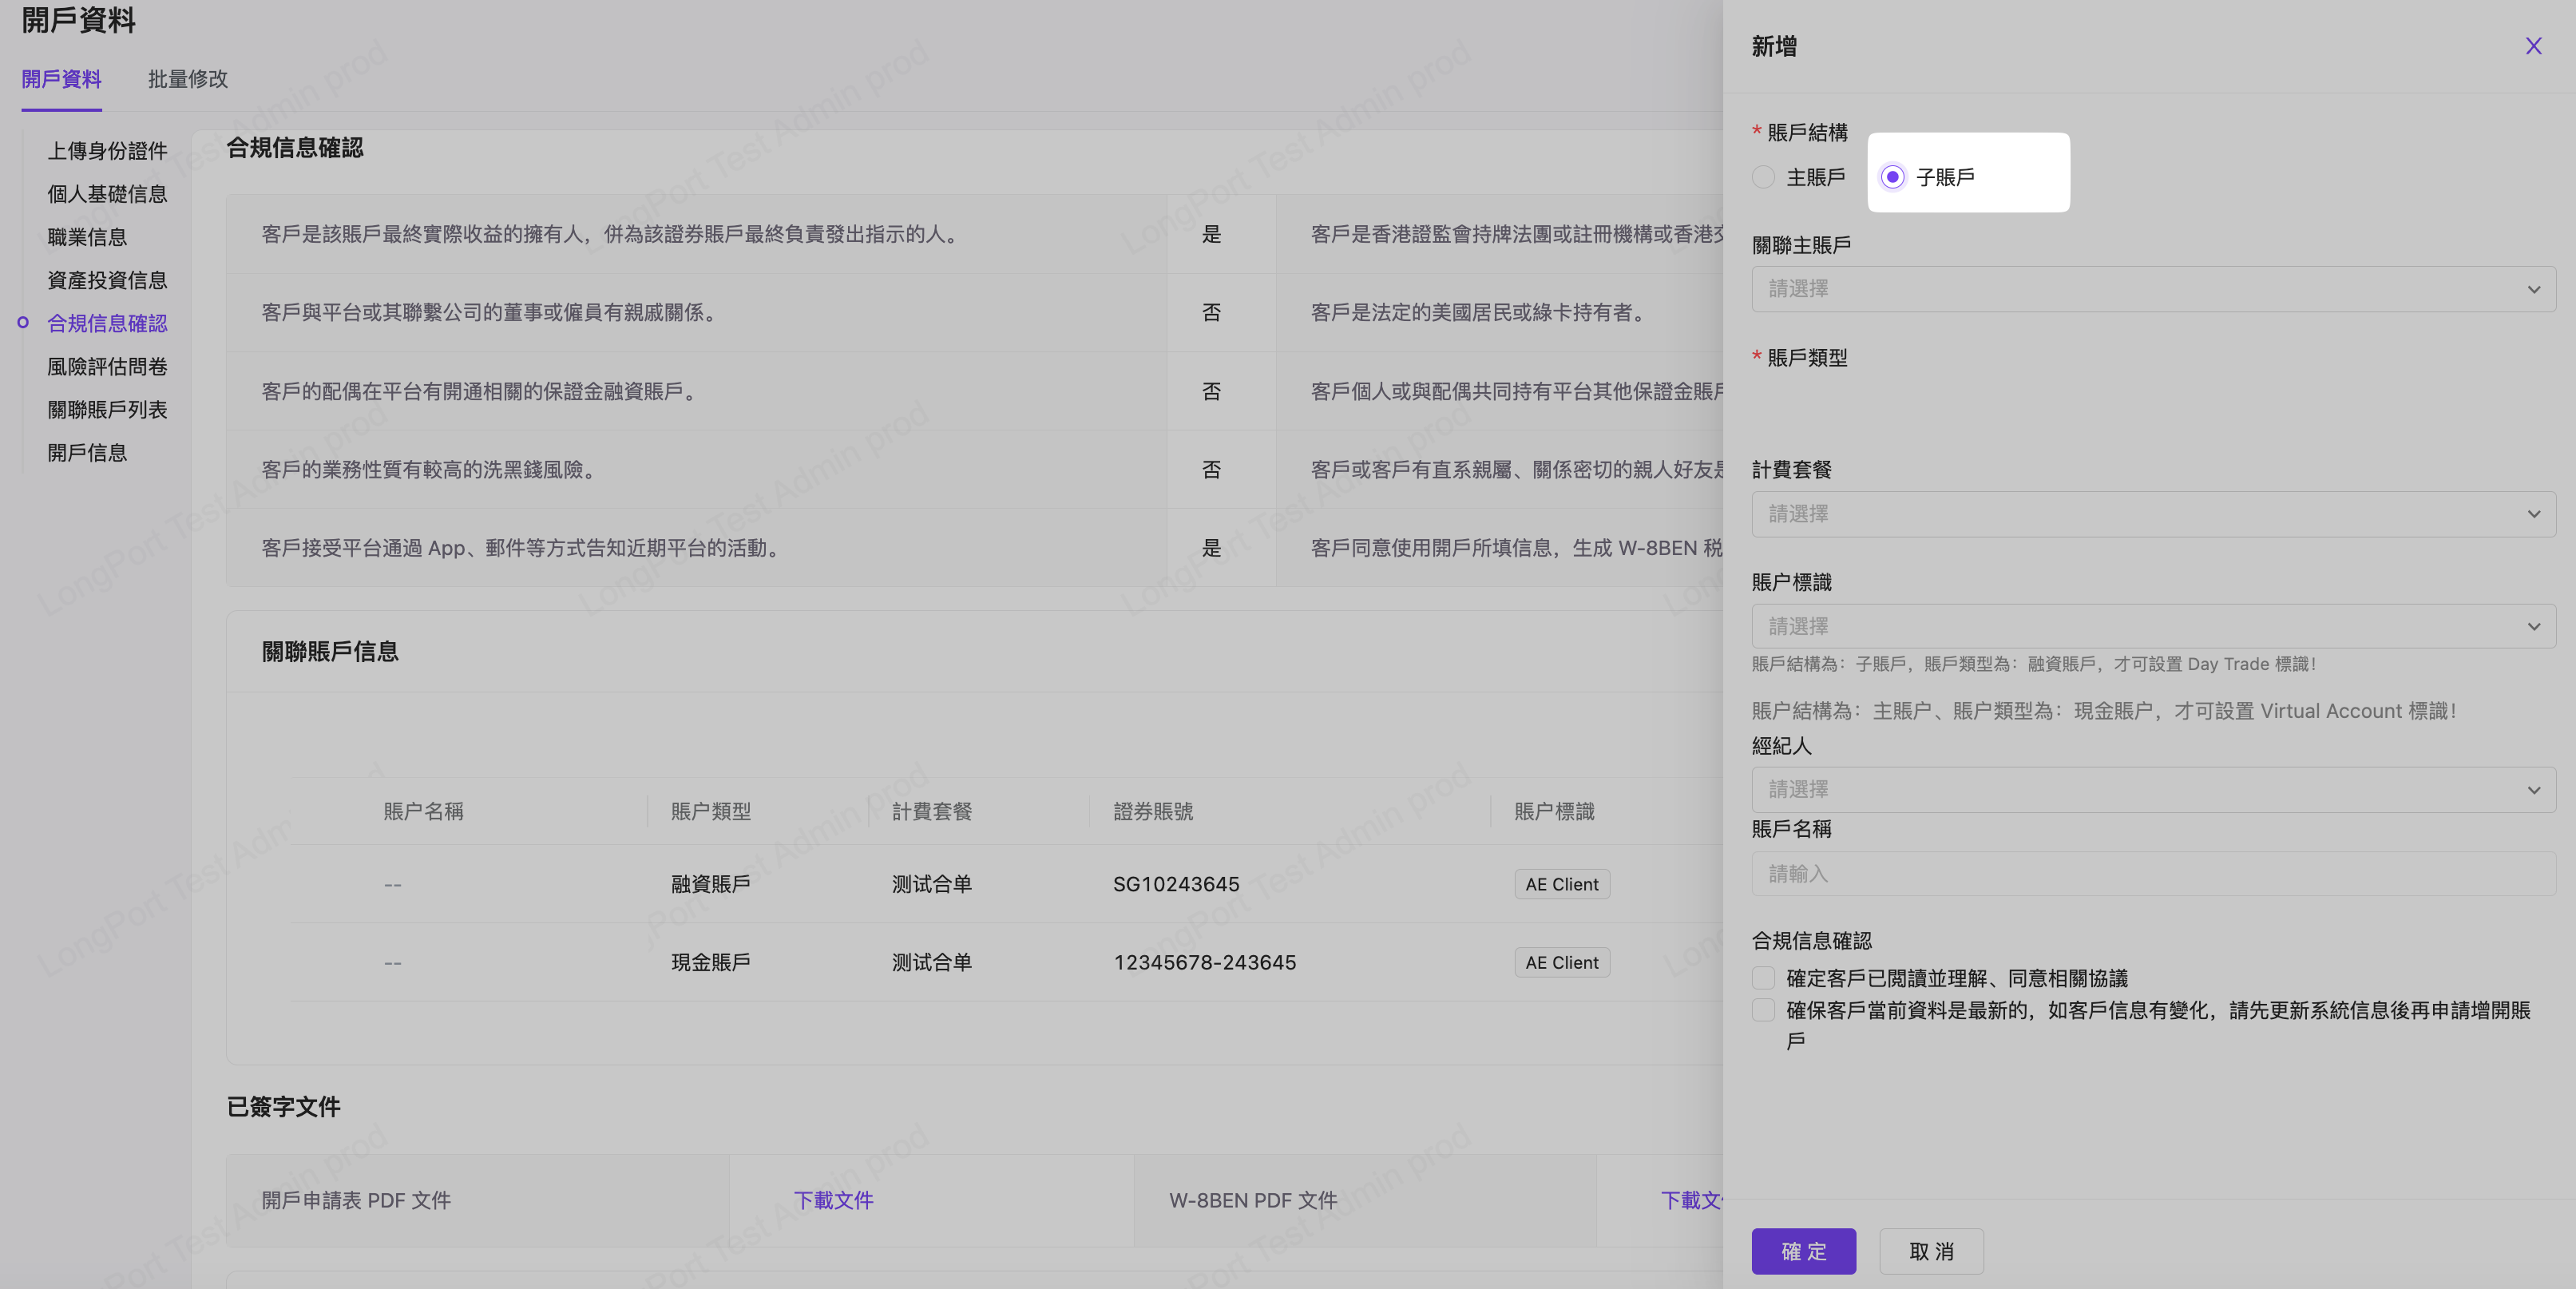 開戶資料
開戶資料
批量修改
上傳身份證件
個人基礎信息
職業信息
資產投資信息
合規信息確認
風險評估問卷
關聯賬戶列表
開戶信息
合規信息確認
客戶是該賬戶最終實際收益的擁有人，併為該證券賬戶最終負責發出指示的人。 是 客戶是香港證監會持牌法團或註冊機構或香港交
客戶與平台或其聯繫公司的董事或僱員有親戚關係。 否 客戶是法定的美國居民或綠卡持有者。
客戶的配偶在平台有開通相關的保證金融資賬戶。 否 客戶個人或與配偶共同持有平台其他保證金賬戶
客戶的業務性質有較高的洗黑錢風險。 否 客戶或客戶有直系親屬、關係密切的親人好友是
客戶接受平台通過 App、郵件等方式告知近期平台的活動。 是 客戶同意使用開戶所填信息，生成 W-8BEN 税
關聯賬戶信息
賬户名稱 賬户類型 計費套餐 證券賬號 賬户標識
-- 融資賬戶 测试合单 SG10243645 AE Client
-- 現金賬戶 测试合单 12345678-243645 AE Client
已簽字文件
開戶申請表 PDF 文件 下載文件 W-8BEN PDF 文件 下載文
新增
* 賬戶結構
主賬戶 子賬戶
關聯主賬戶
請選擇
* 賬戶類型
計費套餐
請選擇
賬户標識
請選擇
賬戶結構為：子賬戶，賬戶類型為：融資賬戶，才可設置 Day Trade 標識！
賬户結構為：主賬户、賬户類型為：現金賬户，才可設置 Virtual Account 標識！
經紀人
請選擇
賬戶名稱
請輸入
合規信息確認
確定客戶已閱讀並理解、同意相關協議
確保客戶當前資料是最新的，如客戶信息有變化，請先更新系統信息後再申請增開賬
戶
確 定
取 消
LongPort Test Admin prod